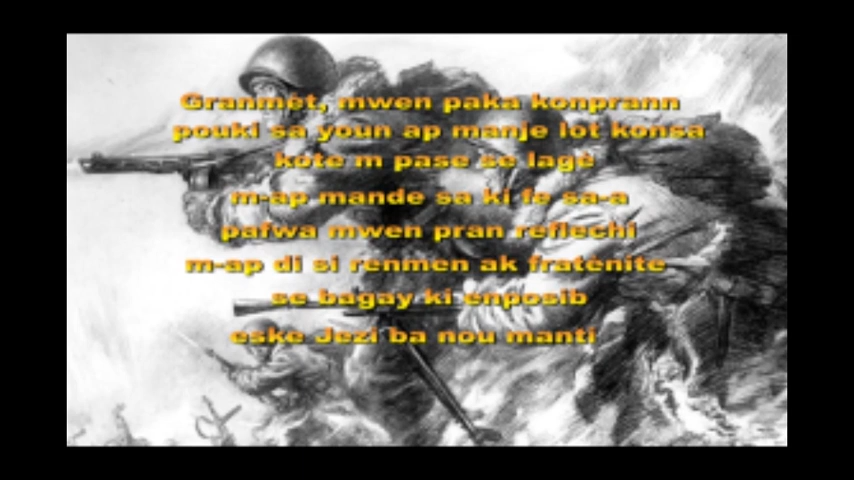 Granmèt, mwen paka konprann
pouki sa youn ap manje lot konsa
kote m pase se lagè
m-ap mande sa ki fe sa-a
pafwa mwen pran reflechi
m-ap di si renmen ak fratènite
se bagay ki enposib
eske Jezi ba nou manti